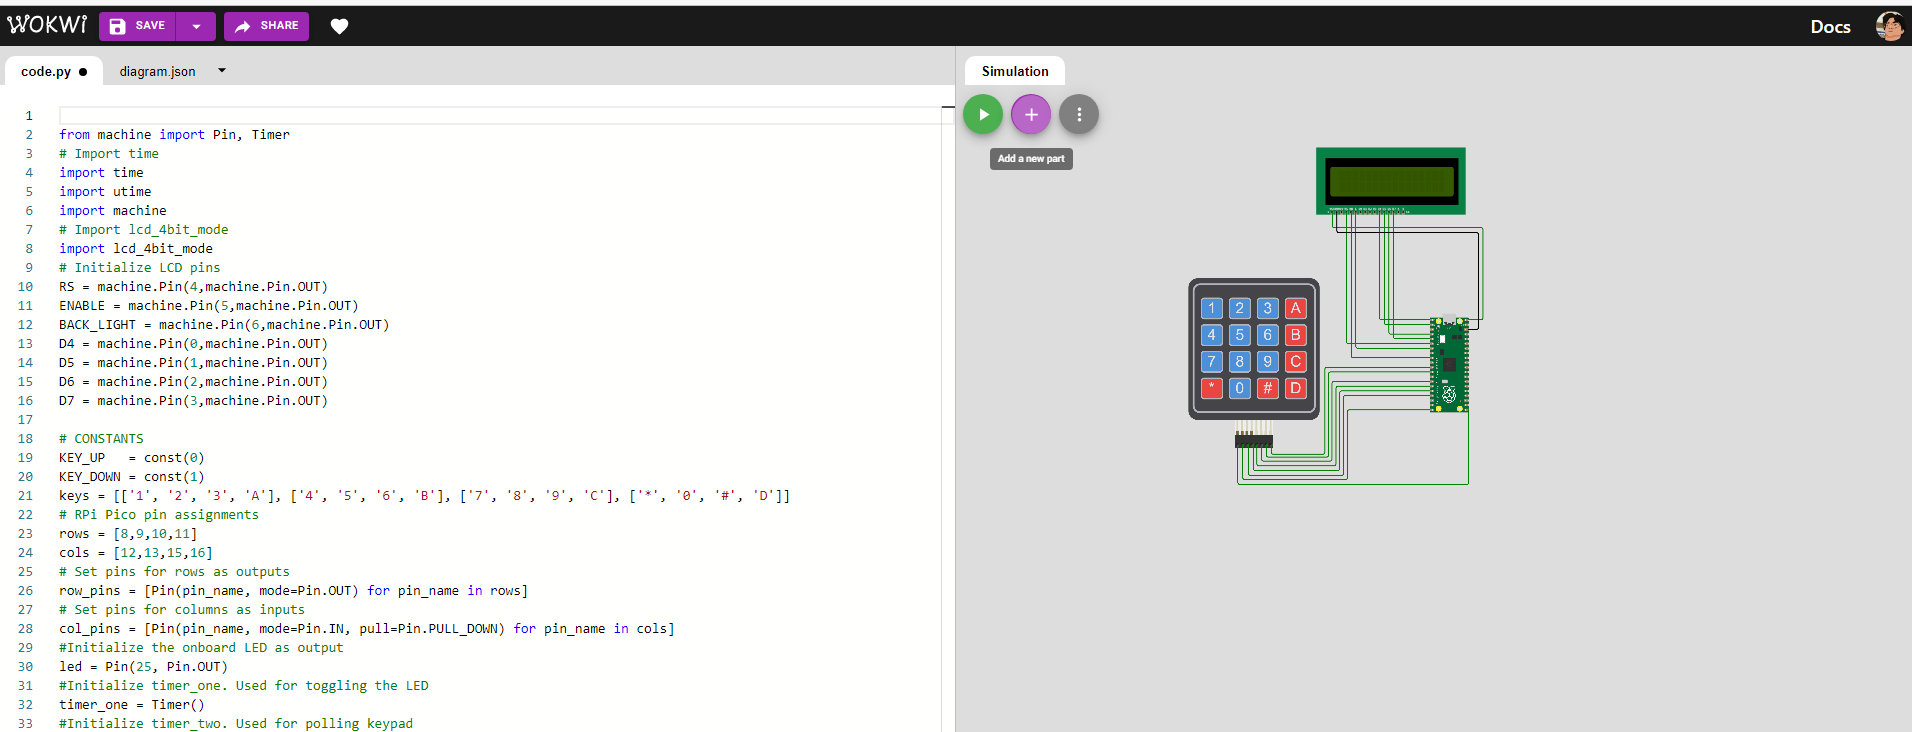 WOKWI SAVE SHARE Docs
code.py ● diagram.json
Simulation
Add a new part
1
2 from machine import Pin, Timer
3 # Import time
4 import time
5 import utime
6 import machine
7 # Import lcd_4bit_mode
8 import lcd_4bit_mode
9 # Initialize LCD pins
10 RS = machine.Pin(4,machine.Pin.OUT)
11 ENABLE = machine.Pin(5,machine.Pin.OUT)
12 BACK_LIGHT = machine.Pin(6,machine.Pin.OUT)
13 D4 = machine.Pin(0,machine.Pin.OUT)
14 D5 = machine.Pin(1,machine.Pin.OUT)
15 D6 = machine.Pin(2,machine.Pin.OUT)
16 D7 = machine.Pin(3,machine.Pin.OUT)
17
18 # CONSTANTS
19 KEY_UP   = const(0)
20 KEY_DOWN = const(1)
21 keys = [['1', '2', '3', 'A'], ['4', '5', '6', 'B'], ['7', '8', '9', 'C'], ['*', '0', '#', 'D']]
22 # RPi Pico pin assignments
23 rows = [8,9,10,11]
24 cols = [12,13,15,16]
25 # Set pins for rows as outputs
26 row_pins = [Pin(pin_name, mode=Pin.OUT) for pin_name in rows]
27 # Set pins for columns as inputs
28 col_pins = [Pin(pin_name, mode=Pin.IN, pull=Pin.PULL_DOWN) for pin_name in cols]
29 #Initialize the onboard LED as output
30 led = Pin(25, Pin.OUT)
31 #Initialize timer_one. Used for toggling the LED
32 timer_one = Timer()
33 #Initialize timer_two. Used for polling keypad
1 2 3 A
4 5 6 B
7 8 9 C
* 0 # D